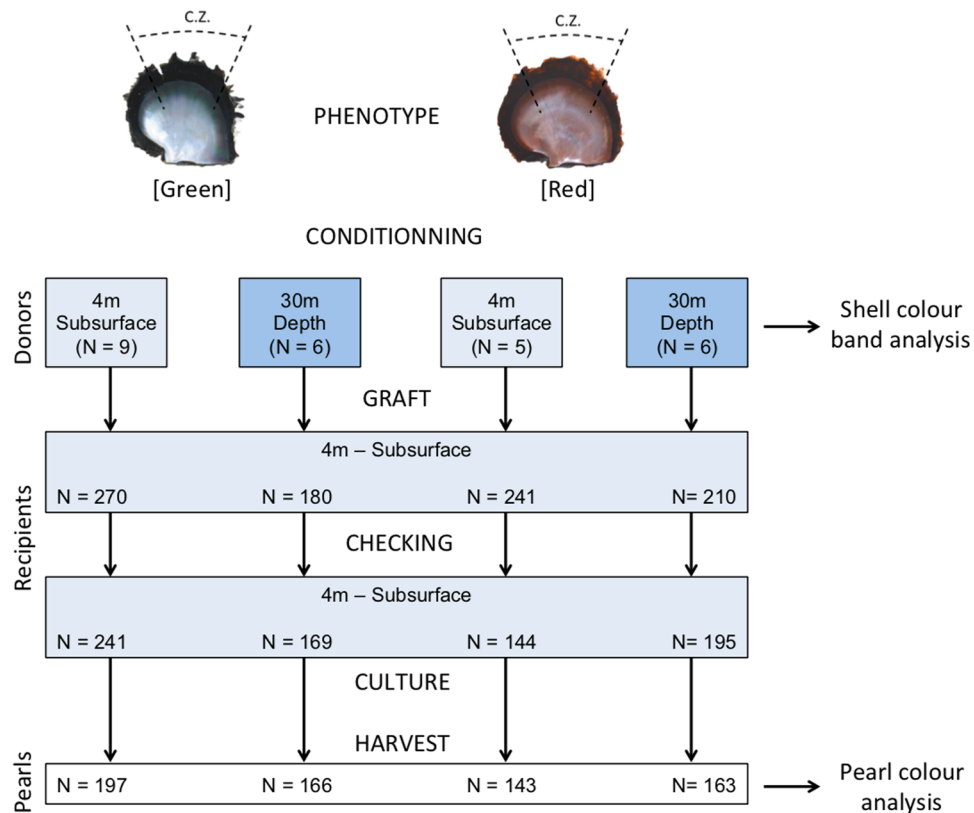 c.z.
c.z.
PHENOTYPE
[Green]
[Red]
CONDITIONNING
Donors
4m
Subsurface
(N = 9)
30m
Depth
(N = 6)
4m
Subsurface
(N = 5)
30m
Depth
(N = 6)
Shell colour
band analysis
GRAFT
Recipients
4m – Subsurface
N = 270
N = 180
N = 241
N= 210
CHECKING
4m – Subsurface
N = 241
N = 169
N = 144
N= 195
CULTURE
HARVEST
Pearls
N = 197
N = 166
N = 143
N= 163
Pearl colour
analysis